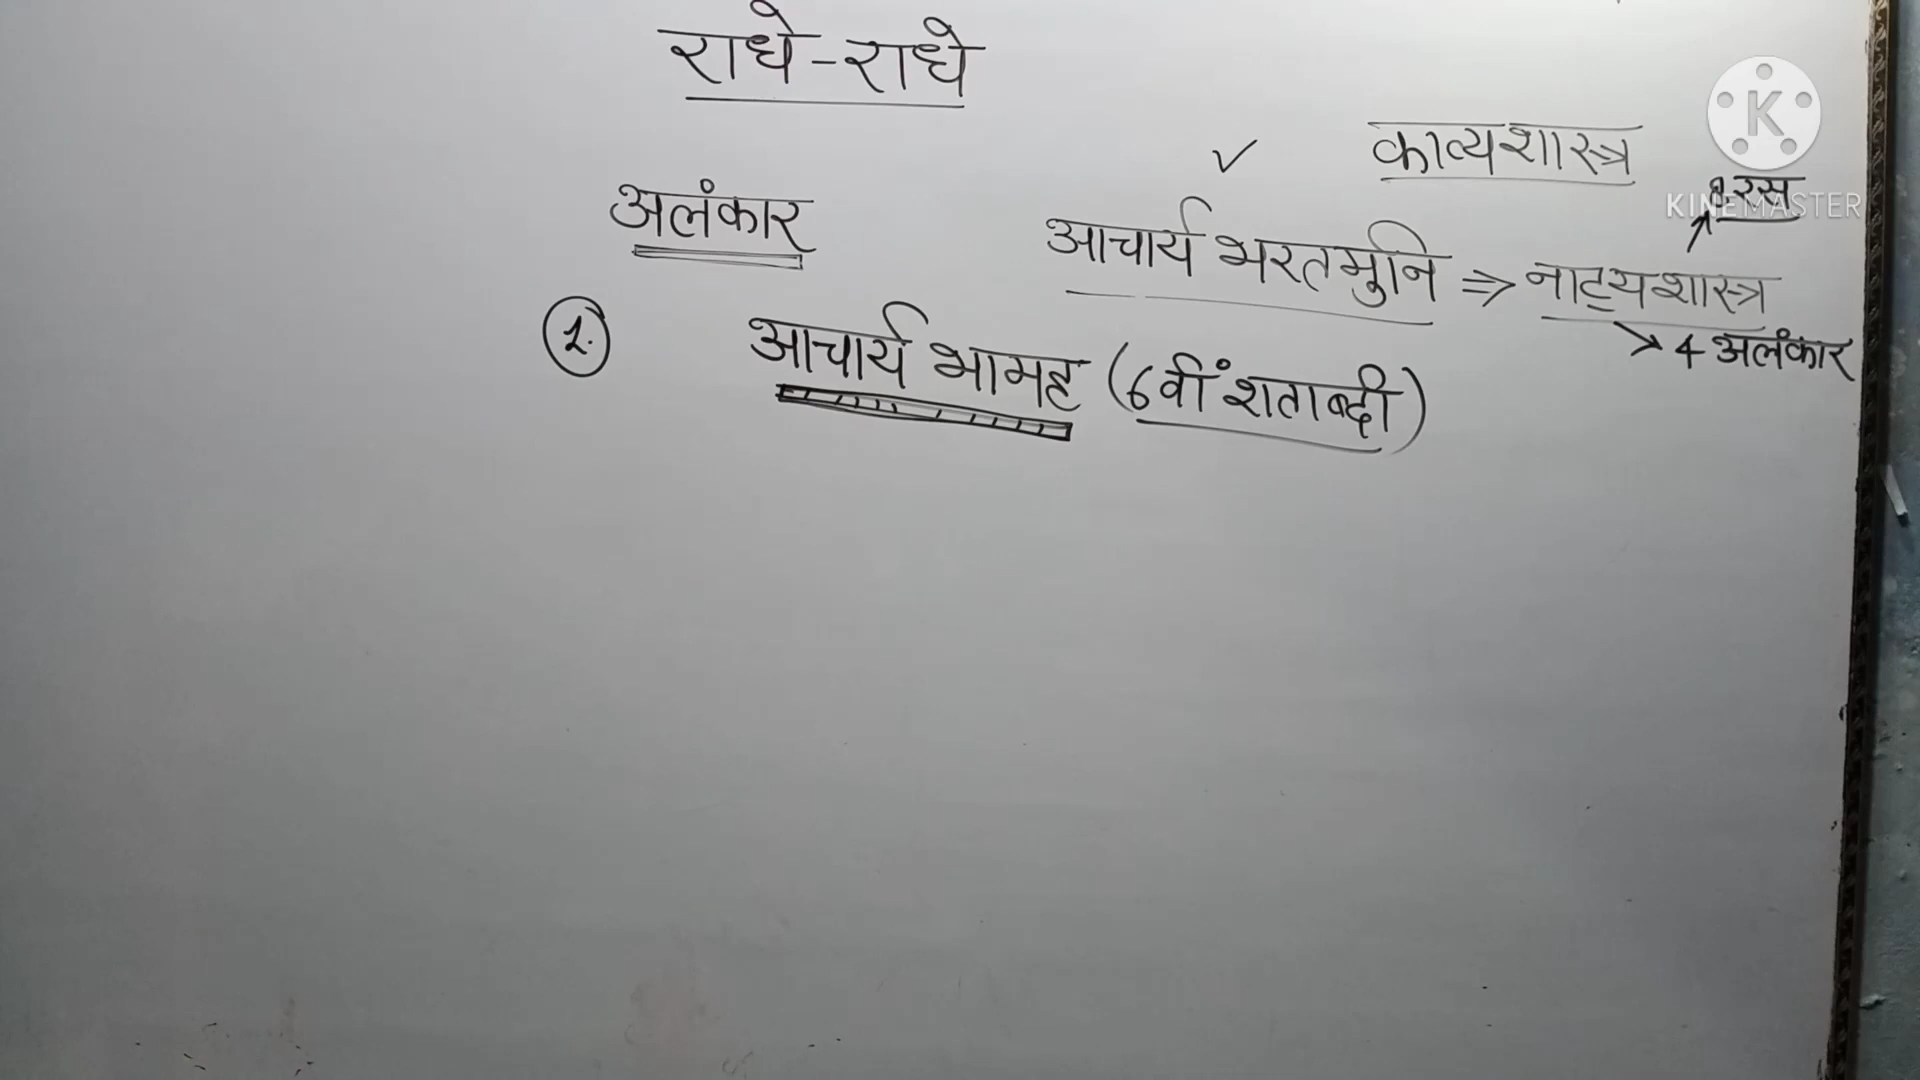 राधे-राधे
काव्यशास्त्र
K
KINEMASTER
रस
अलंकार
आचार्य भरतमुनि ⇒ नाट्यशास्त्र
4 अलंकार
1. आचार्य भामह (6वीं शताब्दी)